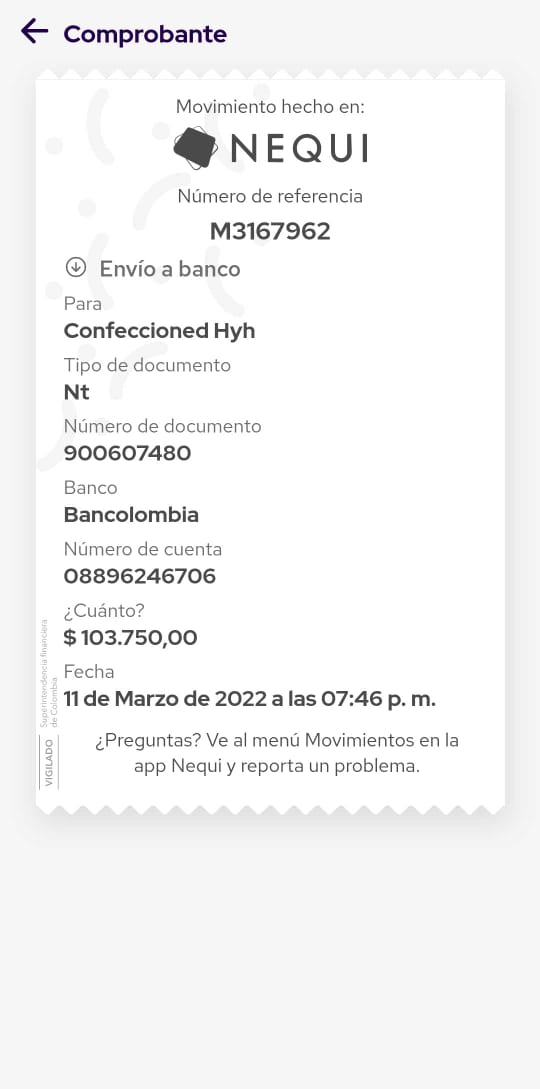 Comprobante
Movimiento hecho en:
NEQUI
Número de referencia
M3167962
Envío a banco
Para
Confeccioned Hyh
Tipo de documento
Nt
Número de documento
900607480
Banco
Bancolombia
Número de cuenta
08896246706
¿Cuánto?
$ 103.750,00
Fecha
11 de Marzo de 2022 a las 07:46 p. m.
¿Preguntas? Ve al menú Movimientos en la
app Nequi y reporta un problema.
VIGILADO
Superintendencia financiera
de Colombia